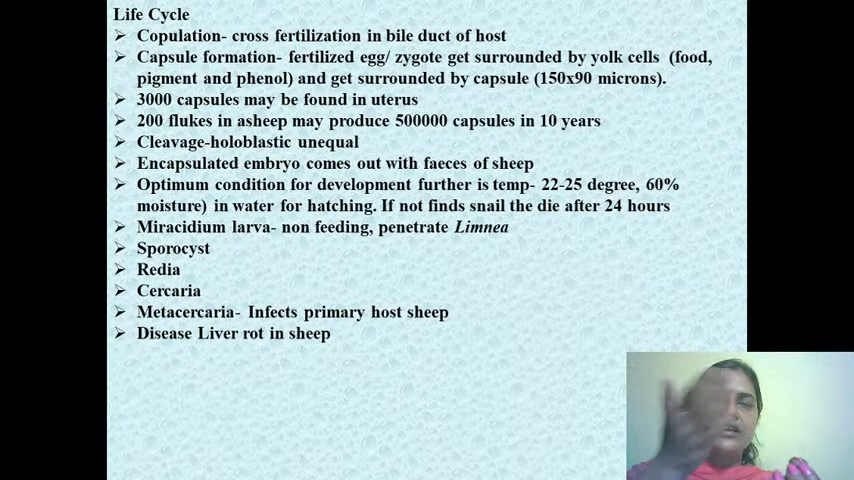 Life Cycle
➢ Copulation- cross fertilization in bile duct of host
➢ Capsule formation- fertilized egg/ zygote get surrounded by yolk cells (food,
pigment and phenol) and get surrounded by capsule (150x90 microns).
➢ 3000 capsules may be found in uterus
➢ 200 flukes in asheep may produce 500000 capsules in 10 years
➢ Cleavage-holoblastic unequal
➢ Encapsulated embryo comes out with faeces of sheep
➢ Optimum condition for development further is temp- 22-25 degree, 60%
moisture) in water for hatching. If not finds snail the die after 24 hours
➢ Miracidium larva- non feeding, penetrate Limnea
➢ Sporocyst
➢ Redia
➢ Cercaria
➢ Metacercaria- Infects primary host sheep
➢ Disease Liver rot in sheep